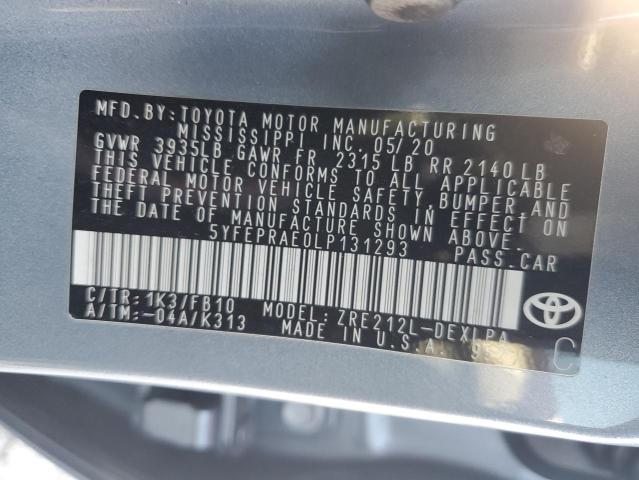 MFD. BY: TOYOTA MOTOR MANUFACTURING
MISSISSIPPI INC. 05/20
GVWR 3935LB GAWR FR 2315 LB RR 2140 LB
THIS VEHICLE CONFORMS TO ALL APPLICABLE
FEDERAL MOTOR VEHICLE SAFETY, BUMPER AND
THEFT PREVENTION STANDARDS IN EFFECT ON
THE DATE OF MANUFACTURE SHOWN ABOVE.
5YFEPRAE0LP131293 PASS. CAR
C/TR: 1K3/FB10 MODEL: ZRE212L-DEXLPA
A/TM: -04A/K313 MADE IN U.S.A.
TOYOTA
C